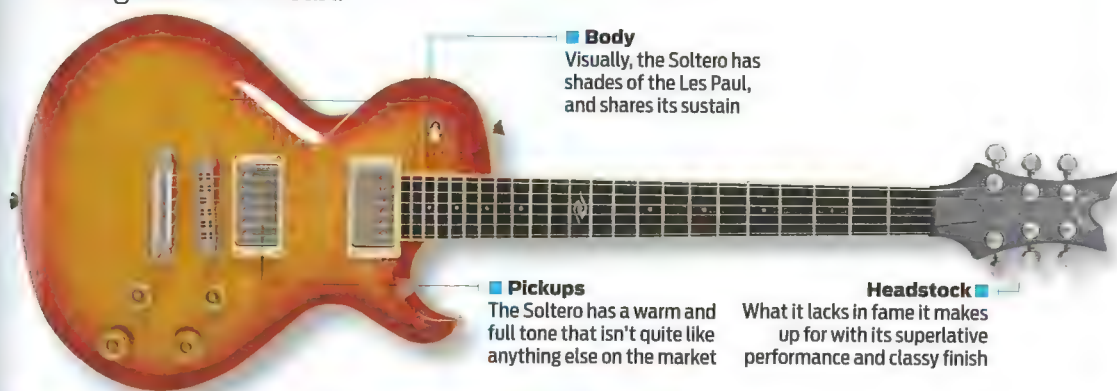 Body
Visually, the Soltero has
shades of the Les Paul,
and shares its sustain
Pickups
The Soltero has a warm and
full tone that isn't quite like
anything else on the market
Headstock
What it lacks in fame it makes
up for with its superlative
performance and classy finish